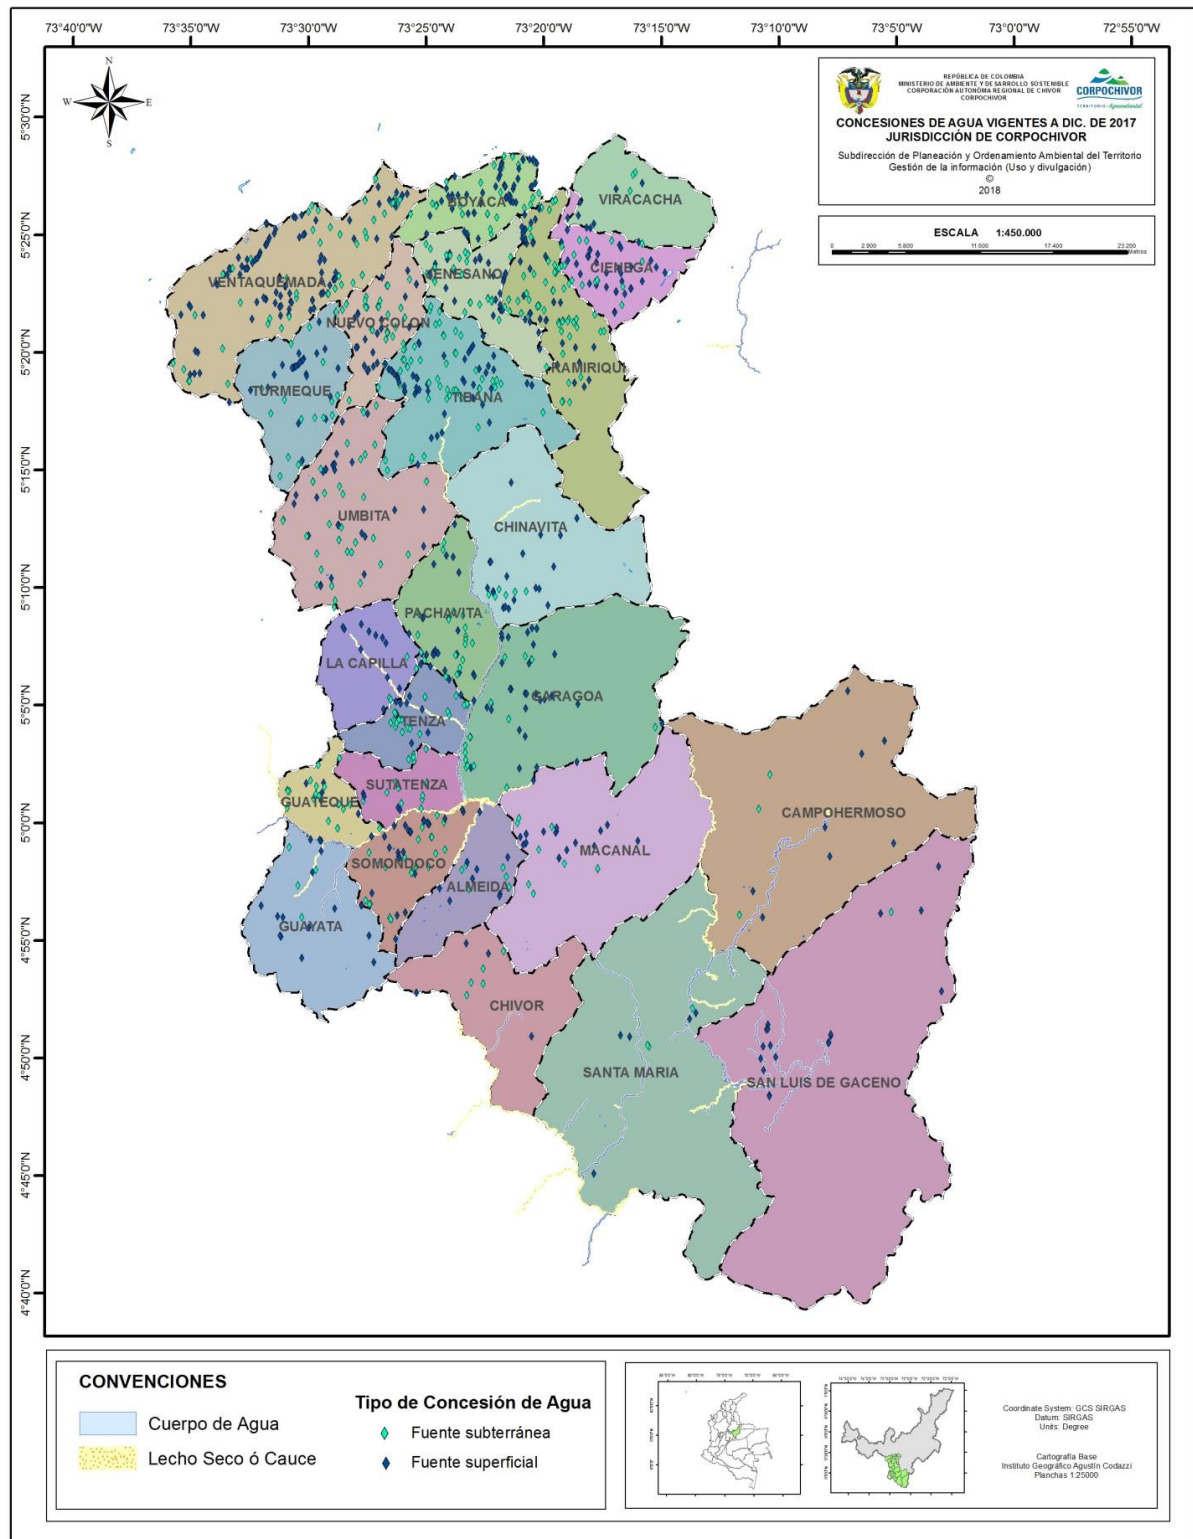 73°40'0"W 73°35'0"W 73°30'0"W 73°25'0"W 73°20'0"W 73°15'0"W 73°10'0"W 73°5'0"W 73°0'0"W 72°55'0"W
N
W E
S
REPÚBLICA DE COLOMBIA
MINISTERIO DE AMBIENTE Y DESARROLLO SOSTENIBLE
CORPORACIÓN AUTONÓMA REGIONAL DE CHIVOR
CORPOCHIVOR
CORPOCHIVOR
CONCESIONES DE AGUA VIGENTES A DIC. DE 2017
JURISDICCIÓN DE CORPOCHIVOR
Subdirección de Planeación y Ordenamiento Ambiental del Territorio
Gestión de la información (Uso y divulgación)
©
2018
ESCALA 1:450.000
0 2.900 5.800 11.600 17.400 23.200
Metros
5°30'0"N
5°25'0"N
5°20'0"N
5°15'0"N
5°10'0"N
5°5'0"N
5°0'0"N
4°55'0"N
4°50'0"N
4°45'0"N
4°40'0"N
BOYACA
VIRACACHA
VENTAQUEMADA
JENESANO
CIENEGA
NUEVO COLON
RAMIRIQUI
TURMEQUE
TIBANA
UMBITA
CHINAVITA
PACHAVITA
LA CAPILLA
GARAGOA
TENZA
SUTATENZA
GUATEQUE
CAMPOHERMOSO
SOMONDOCO
MACANAL
ALMEIDA
GUAYATA
CHIVOR
SANTA MARIA
SAN LUIS DE GACENO
CONVENCIONES
Cuerpo de Agua
Lecho Seco ó Cauce
Tipo de Concesión de Agua
Fuente subterránea
Fuente superficial
Coordinate System: GCS SIRGAS
Datum: SIRGAS
Units: Degree
Cartografía Base
Instituto Geográfico Agustín Codazzi
Planchas 1:25000